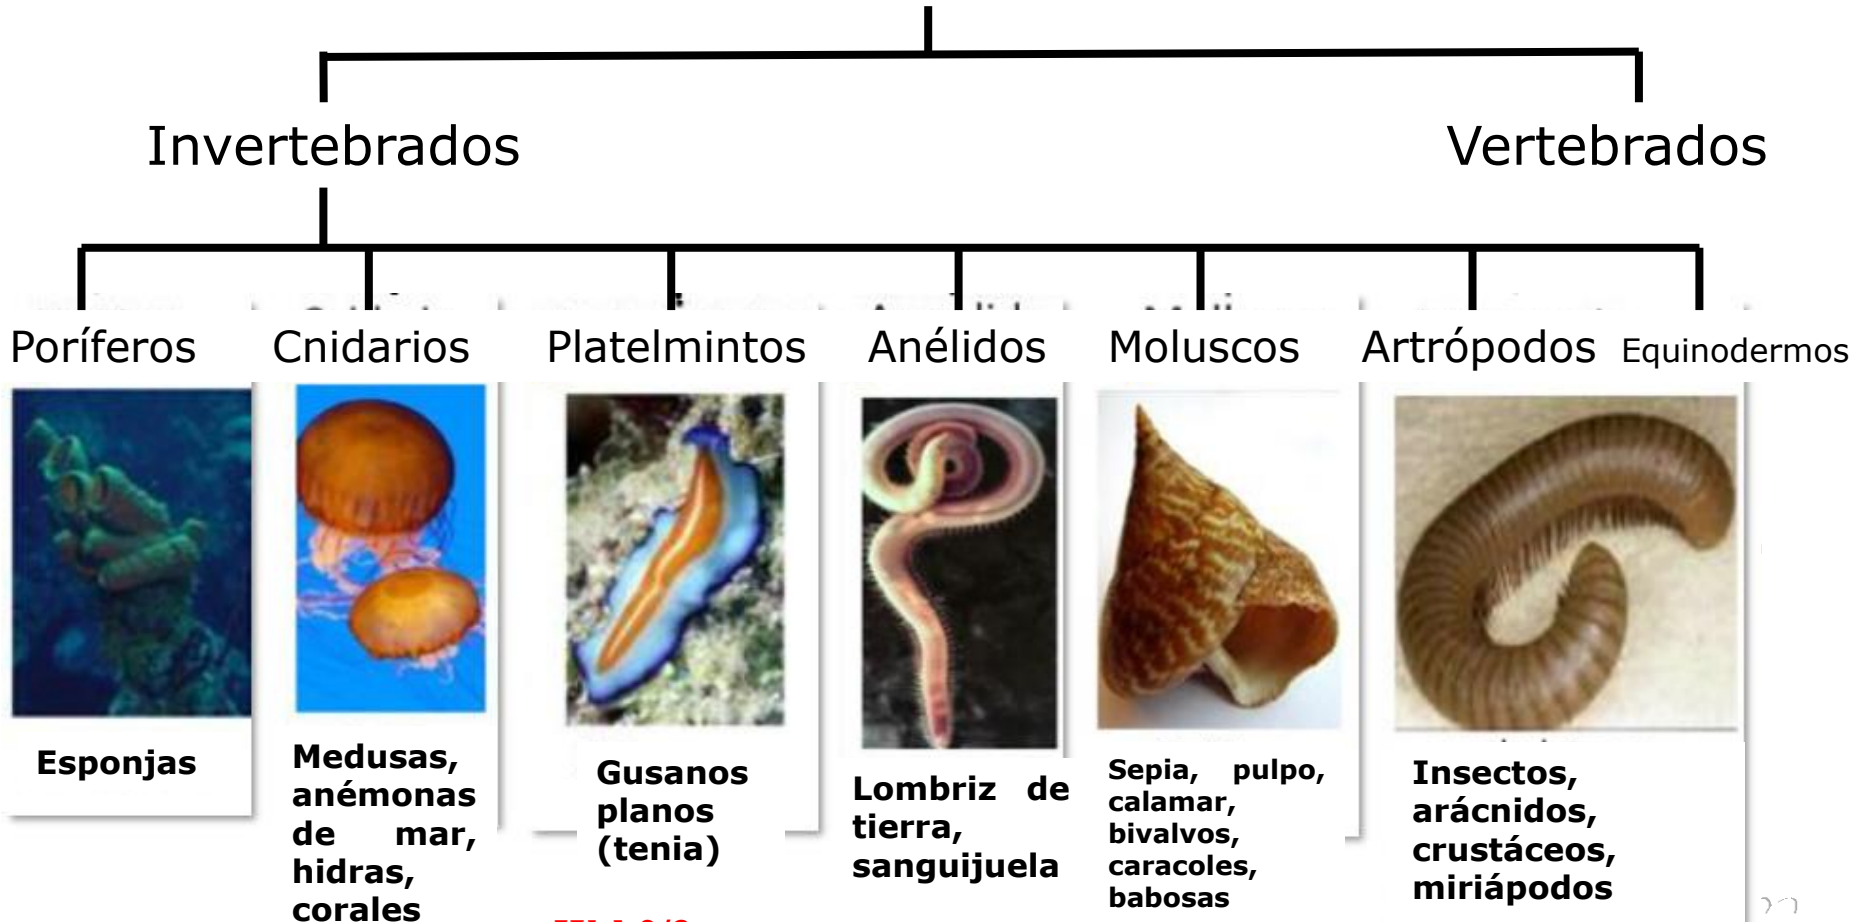 Invertebrados
Vertebrados
Poríferos
Cnidarios
Platelmintos
Anélidos
Moluscos
Artrópodos
Equinodermos
Esponjas
Medusas,
anémonas
de mar,
hidras,
corales
Gusanos
planos
(tenia)
Lombriz de
tierra,
sanguijuela
Sepia, pulpo,
calamar,
bivalvos,
caracoles,
babosas
Insectos,
arácnidos,
crustáceos,
miriápodos